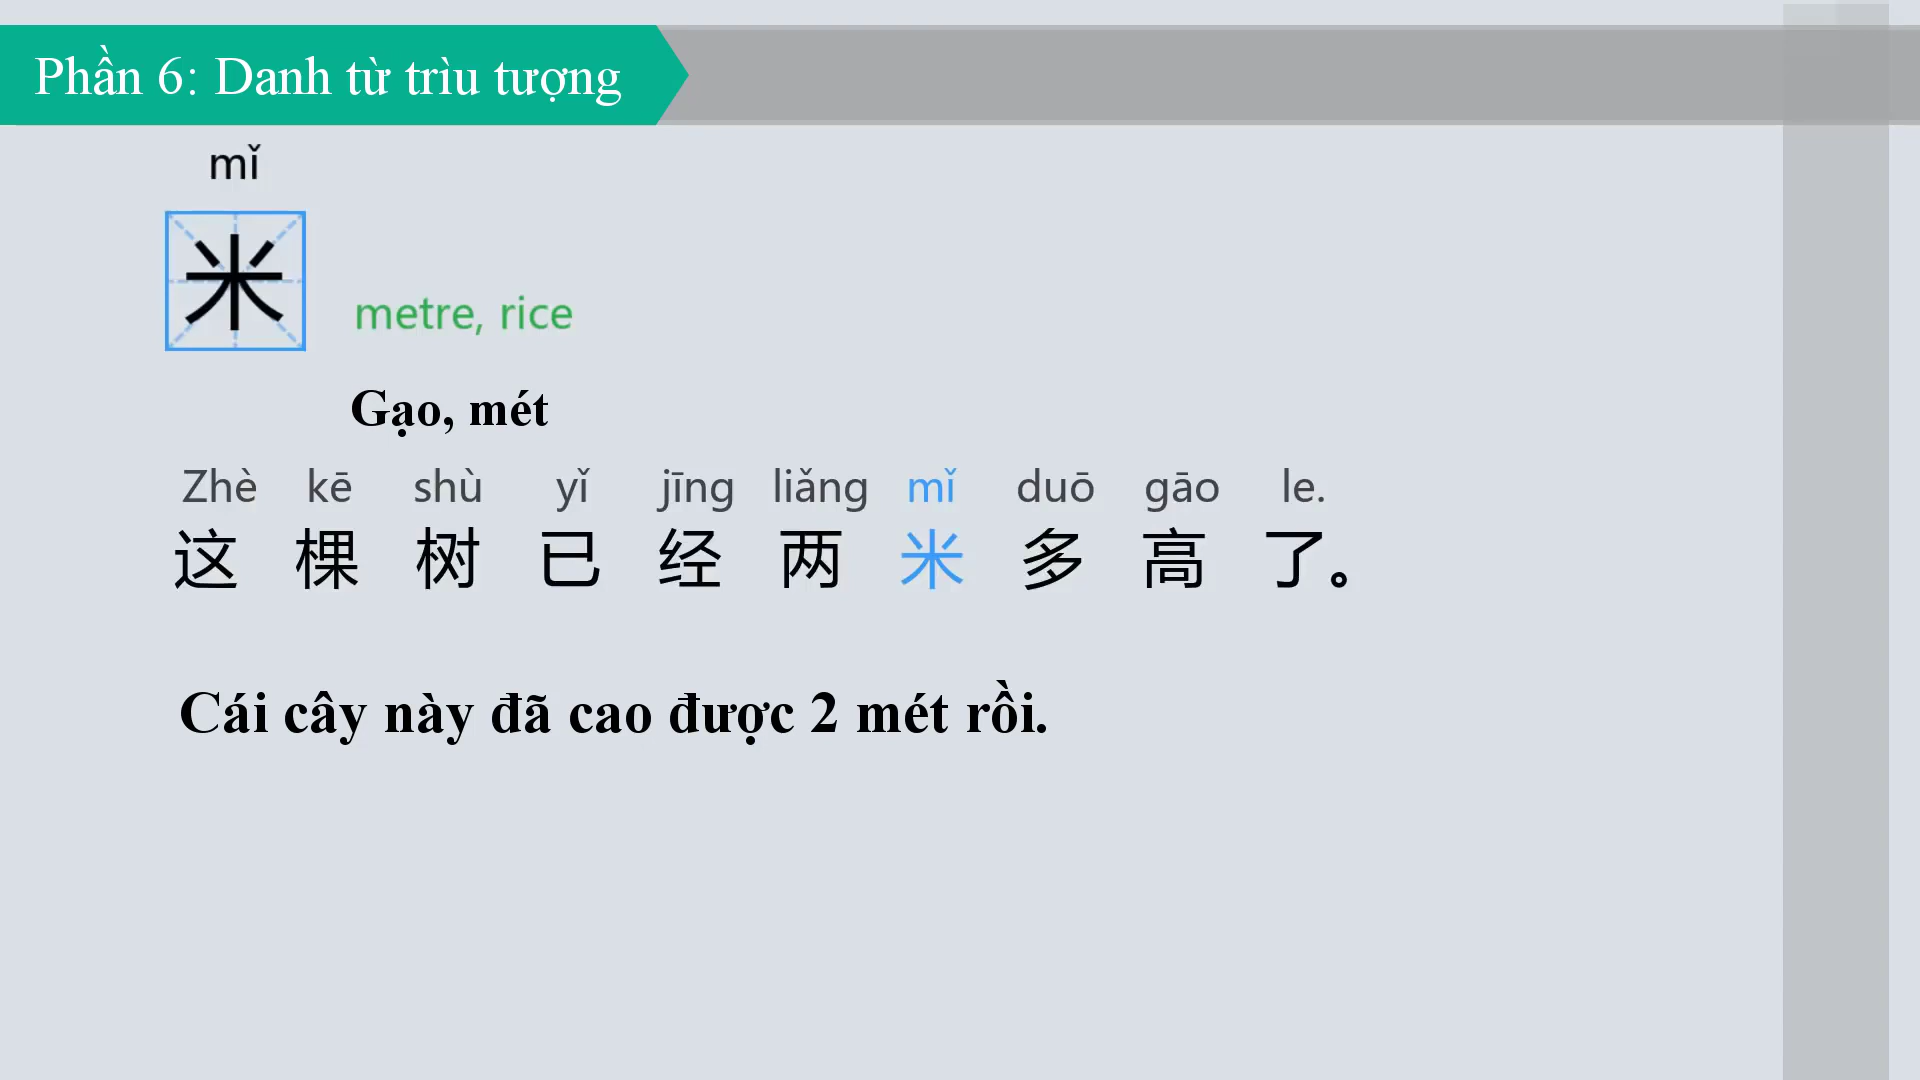 Phần 6: Danh từ trìu tượng
mǐ
米
metre, rice
Gạo, mét
Zhè kē shù yǐ jīng liǎng mǐ duō gāo le.
这棵树已经两米多高了。
Cái cây này đã cao được 2 mét rồi.